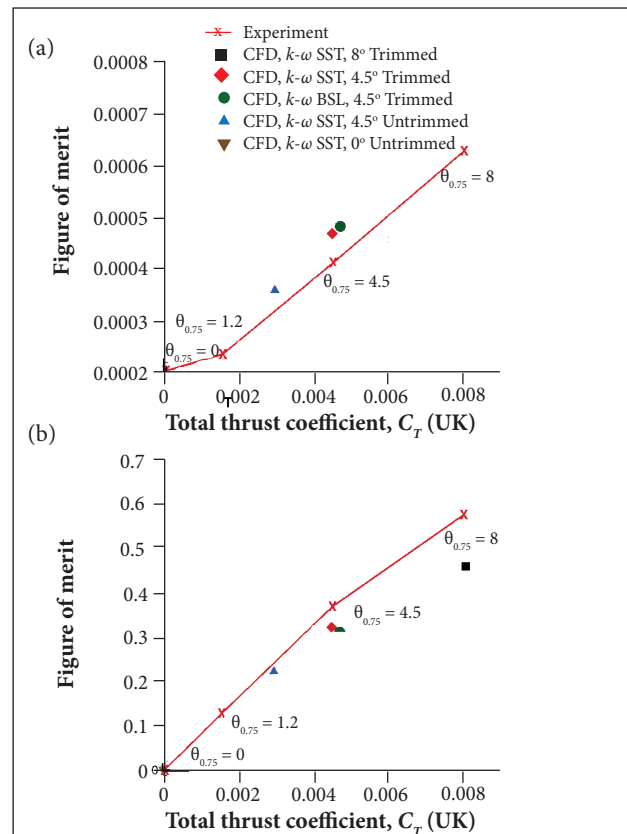 (a)
Experiment
CFD, k-ω SST, 8º Trimmed
CFD, k-ω SST, 4.5º Trimmed
CFD, k-ω BSL, 4.5º Trimmed
CFD, k-ω SST, 4.5º Untrimmed
CFD, k-ω SST, 0º Untrimmed
Figure of merit
0.0008
0.0007
0.0006
0.0005
0.0004
0.0003
0.0002
θ0.75 = 8
θ0.75 = 4.5
θ0.75 = 1.2
θ0.75 = 0
0 0.002 0.004 0.006 0.008
T
Total thrust coefficient, CT (UK)
(b)
Figure of merit
0.7
0.6
0.5
0.4
0.3
0.2
0.1
0
θ0.75 = 8
θ0.75 = 4.5
θ0.75 = 1.2
θ0.75 = 0
0 0.002 0.004 0.006 0.008
Total thrust coefficient, CT (UK)